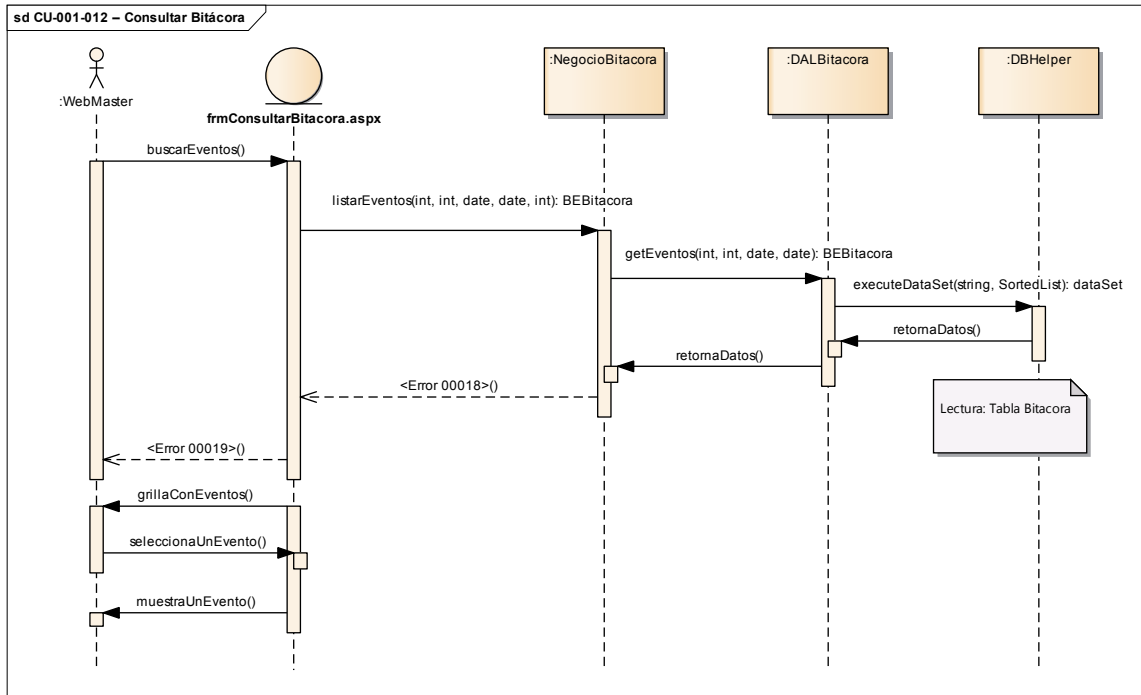 sd CU-001-012 – Consultar Bitácora
:WebMaster
frmConsultarBitacora.aspx
:NegocioBitacora
:DALBitacora
:DBHelper
buscarEventos()
listarEventos(int, int, date, date, int): BEBitacora
getEventos(int, int, date, date): BEBitacora
executeDataSet(string, SortedList): dataSet
retornaDatos()
retornaDatos()
<Error 00018>()
Lectura: Tabla Bitacora
<Error 00019>()
grillaConEventos()
seleccionaUnEvento()
muestraUnEvento()